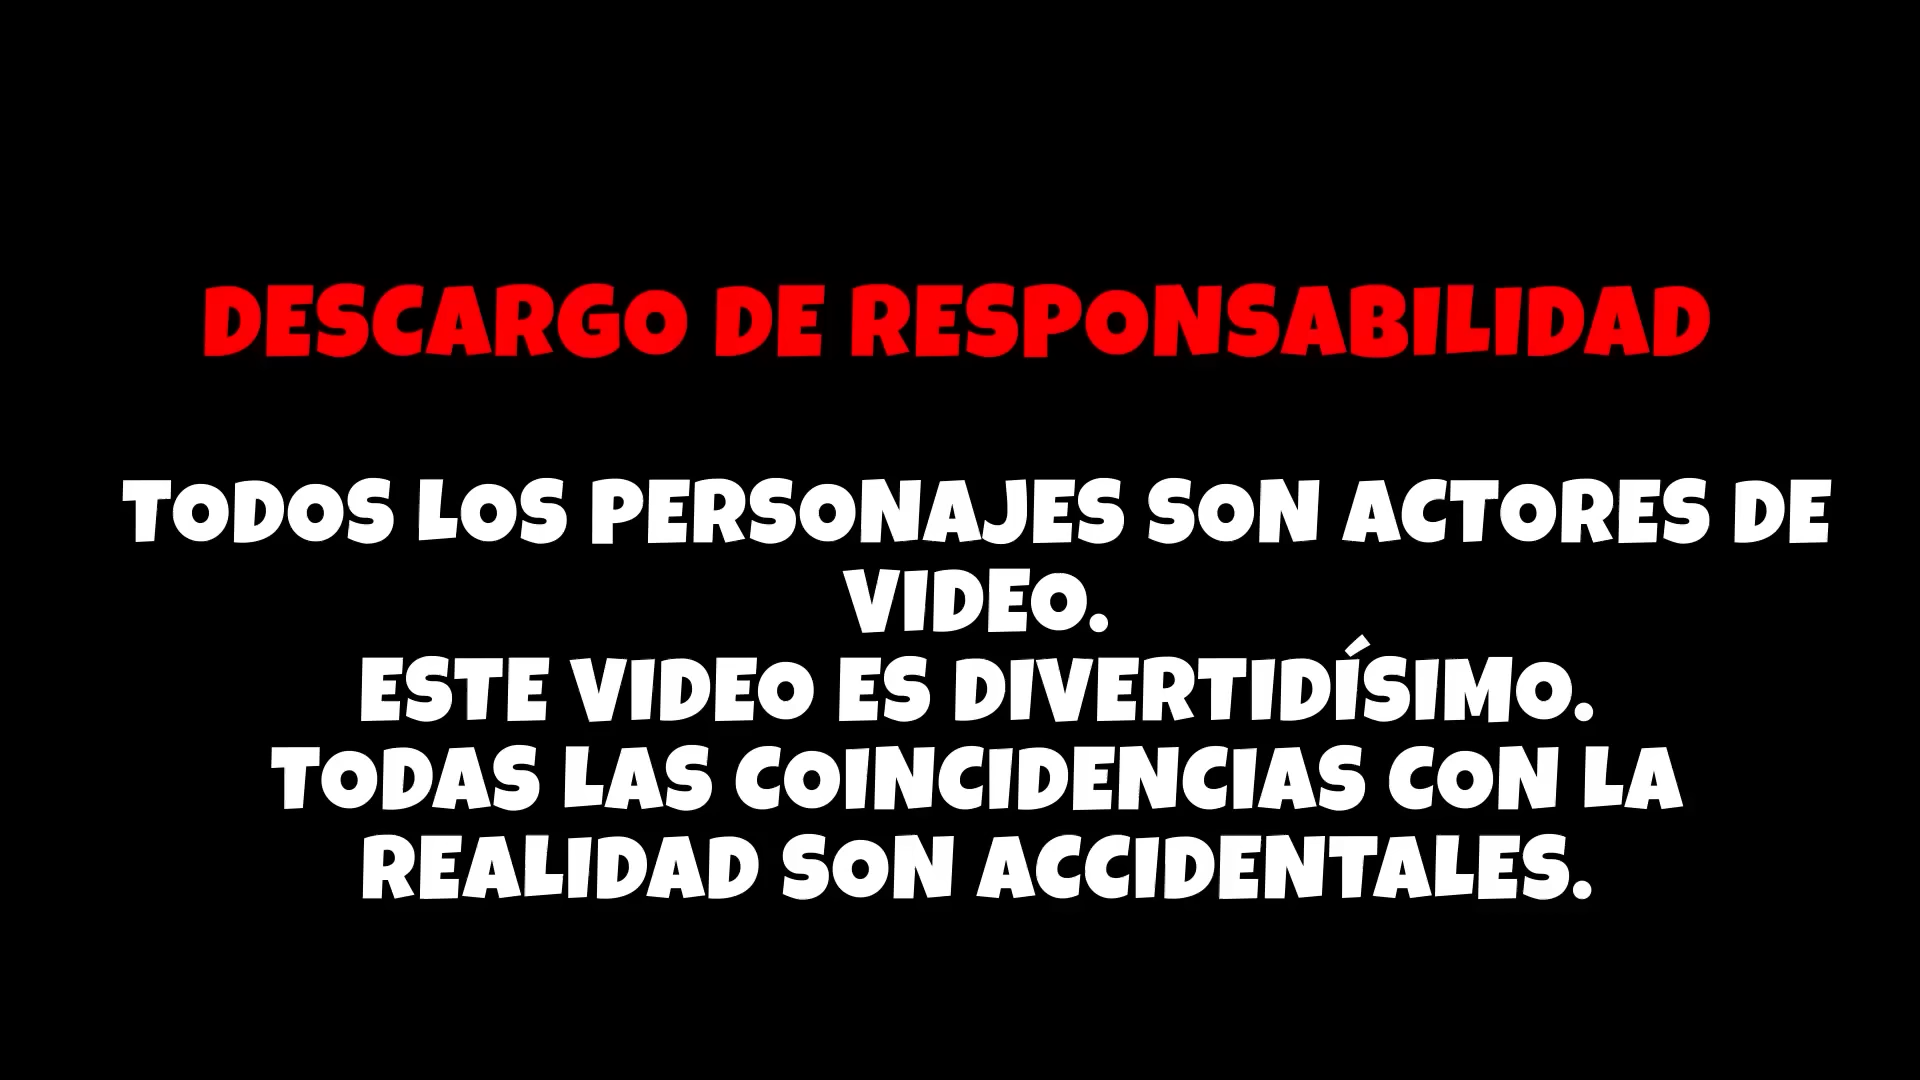 DESCARGO DE RESPONSABILIDAD
TODOS LOS PERSONAJES SON ACTORES DE
VIDEO.
ESTE VIDEO ES DIVERTIDÍSIMO.
TODAS LAS COINCIDENCIAS CON LA
REALIDAD SON ACCIDENTALES.